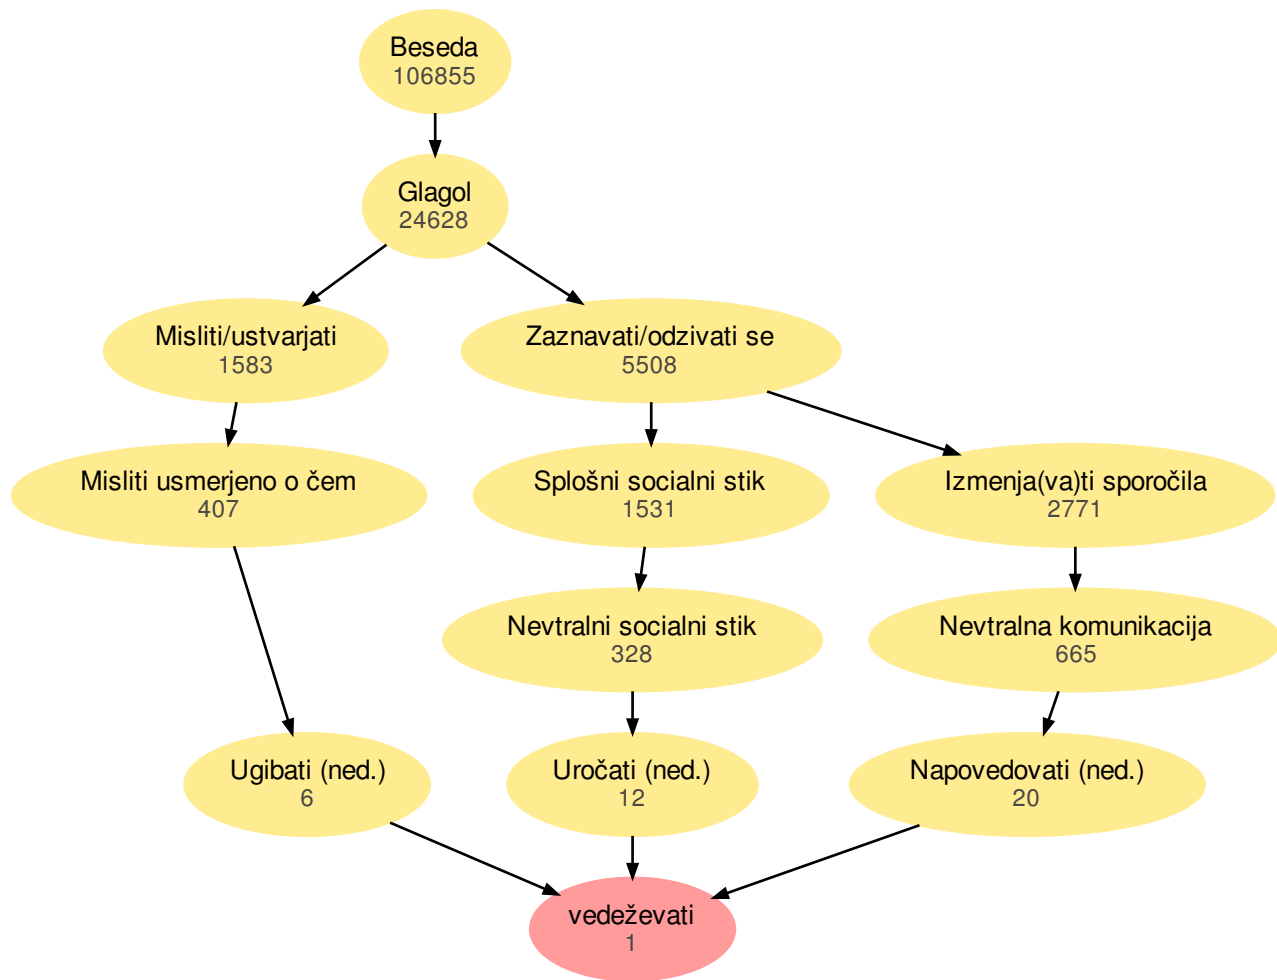 Beseda
106855
Glagol
24628
Misliti/ustvarjati
1583
Zaznavati/odzivati se
5508
Misliti usmerjeno o čem
407
Splošni socialni stik
1531
Izmenja(va)ti sporočila
2771
Nevtralni socialni stik
328
Nevtralna komunikacija
665
Ugibati (ned.)
6
Uročati (ned.)
12
Napovedovati (ned.)
20
vedeževati
1